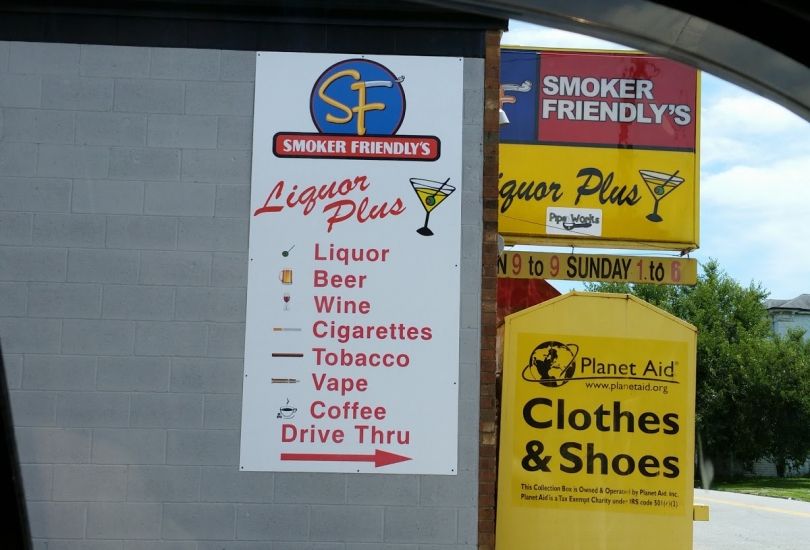 SF
SMOKER FRIENDLY'S
Liquor
Plus
Liquor
Beer
Wine
Cigarettes
Tobacco
Vape
Coffee
Drive Thru
SMOKER
FRIENDLY'S
iquor Plus
Pipe Works
N 9 to 9 SUNDAY 1 to 6
Planet Aid
www.planetaid.org
Clothes
& Shoes
This Collection Box is Owned & Operated by Planet Aid, Inc.
Planet Aid is a Tax Exempt Charity under IRS code 501(c)(3)